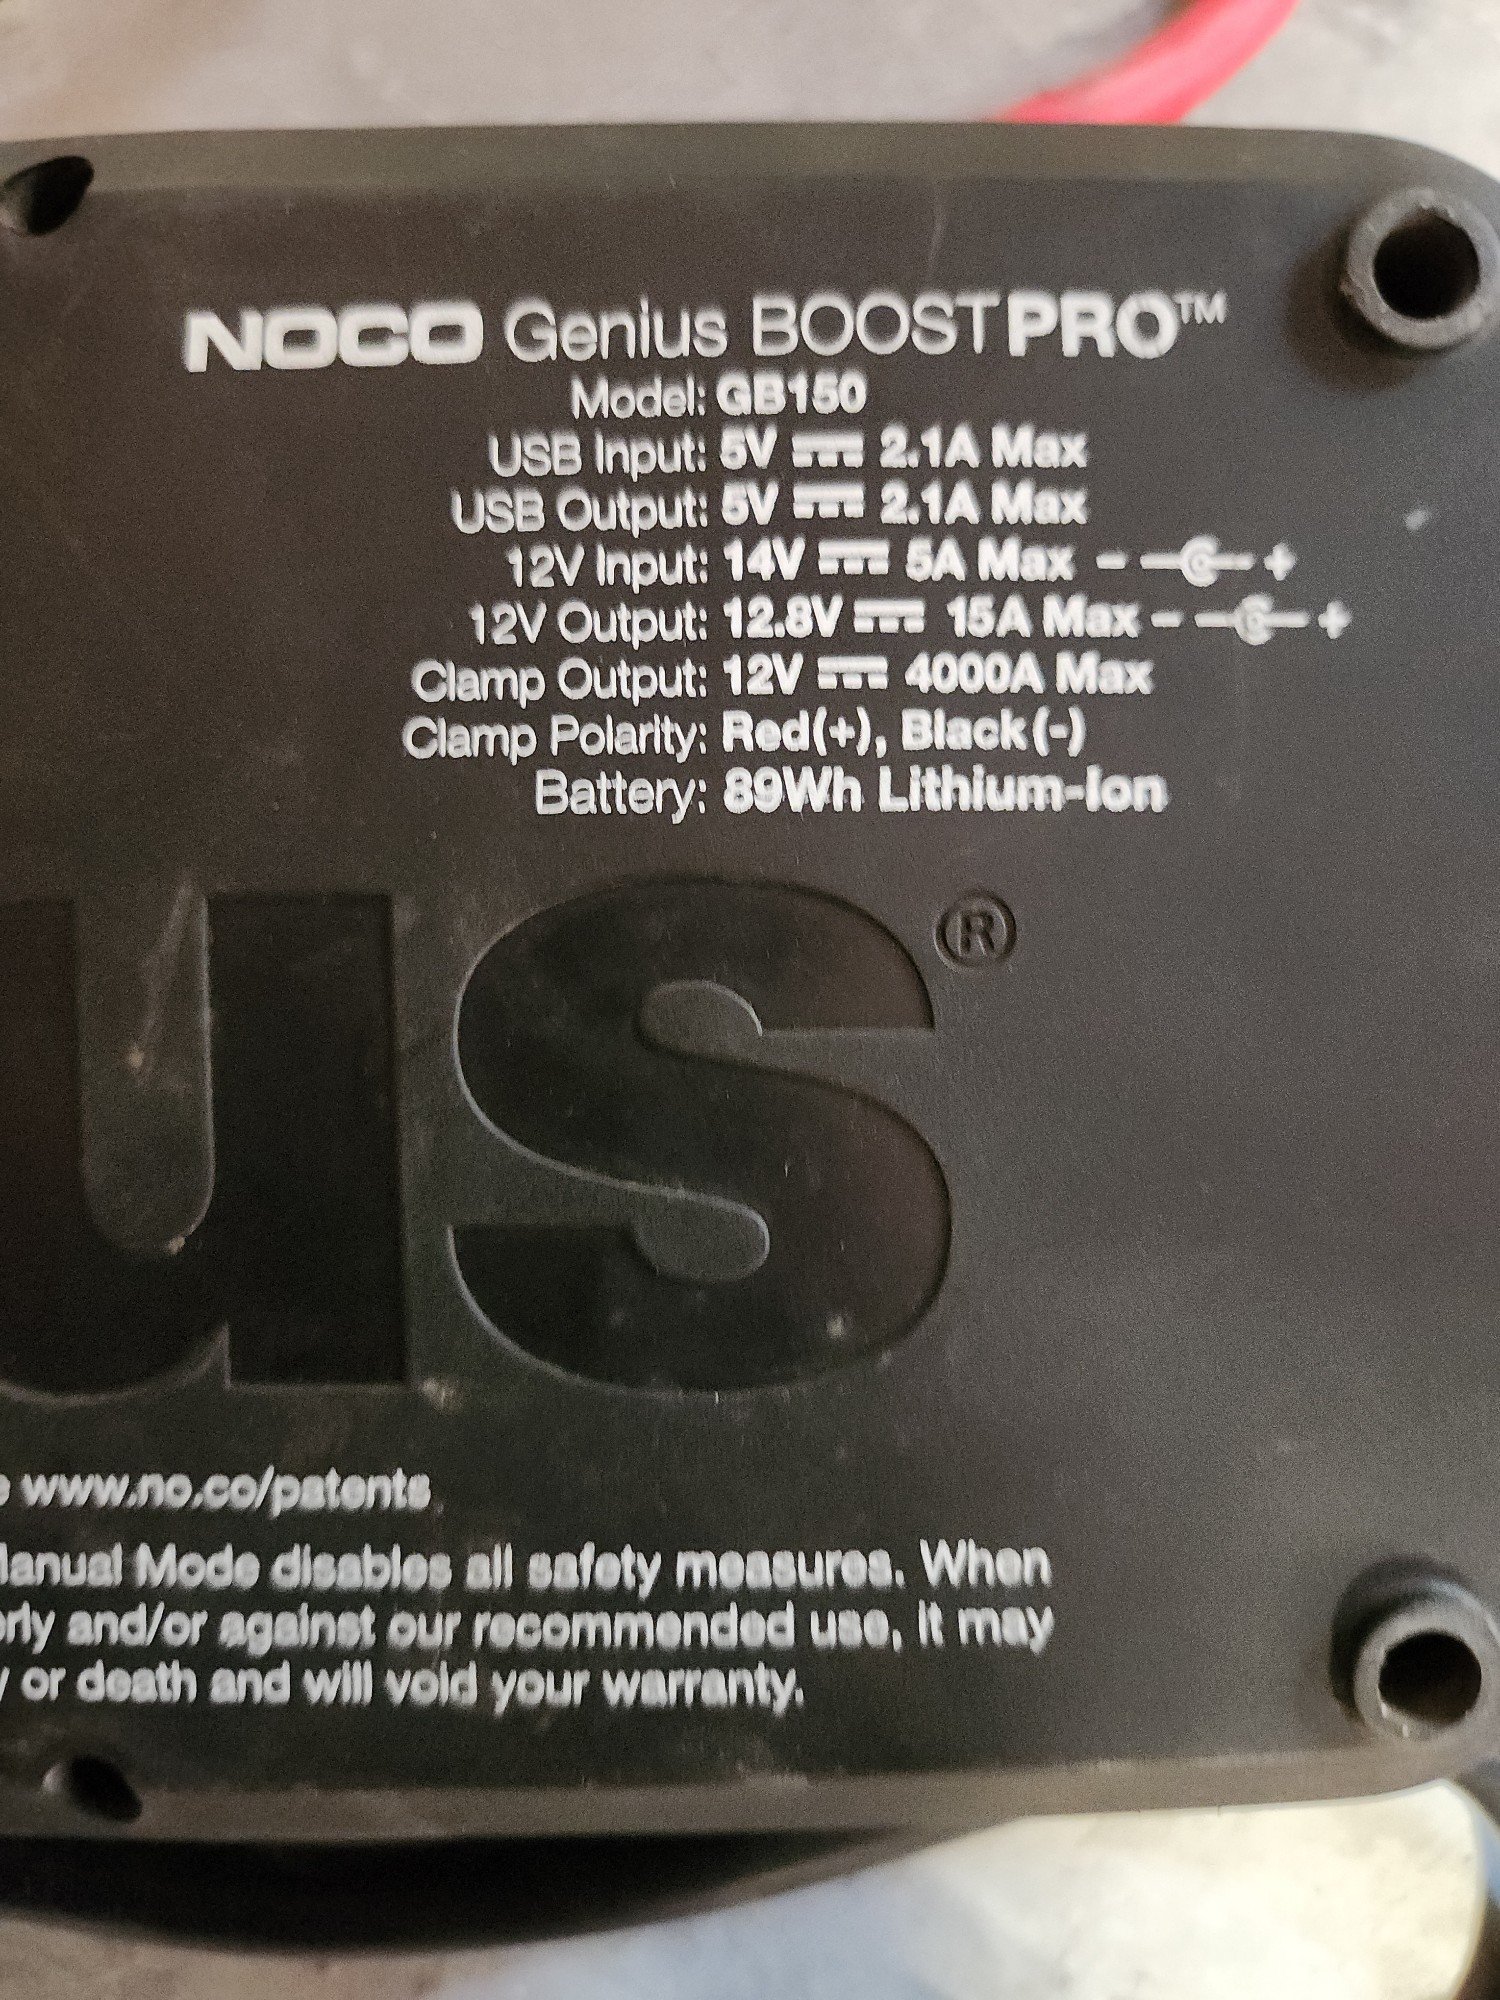 NOCO Genius BOOSTPRO™
Model: GB150
USB Input: 5V ⎓ 2.1A Max
USB Output: 5V ⎓ 2.1A Max
12V Input: 14V ⎓ 5A Max - +
12V Output: 12.8V ⎓ 15A Max - +
Clamp Output: 12V ⎓ 4000A Max
Clamp Polarity: Red(+), Black(-)
Battery: 89Wh Lithium-Ion
us®
www.no.co/patents
Manual Mode disables all safety measures. When
rly and/or against our recommended use, it may
or death and will void your warranty.